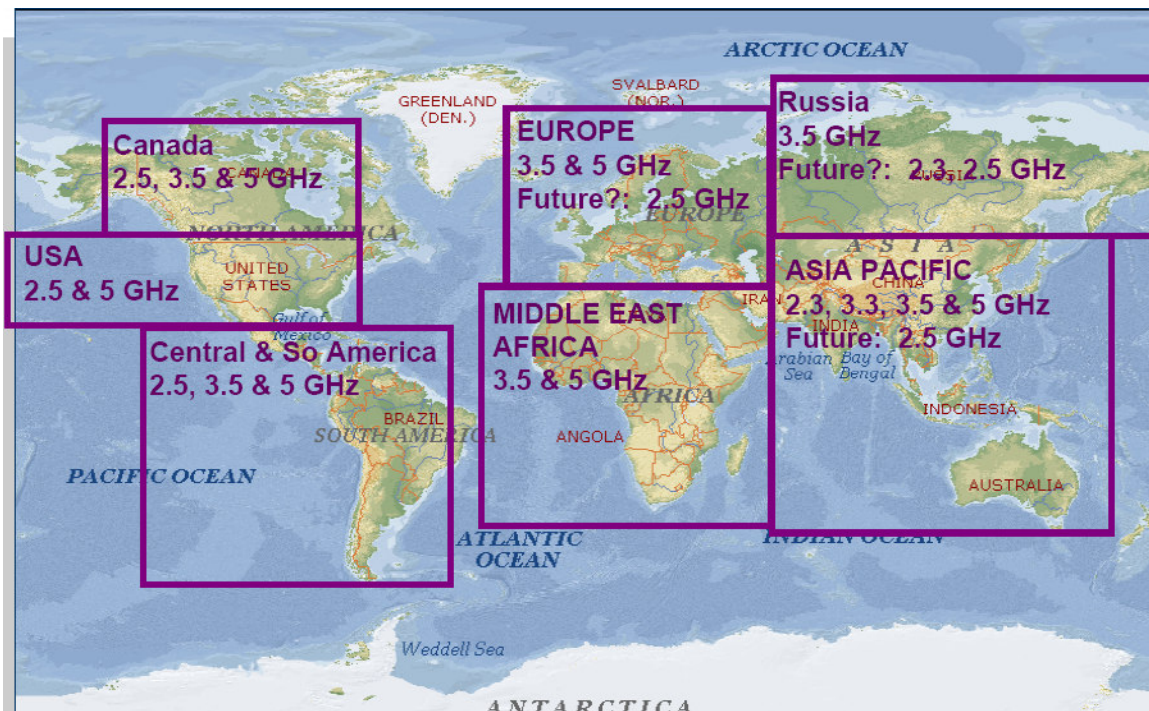 ARCTIC OCEAN
SVALBARD
(NOR.)
GREENLAND
(DEN.)
Russia
3.5 GHz
Future?: 2.3, 2.5 GHz
RUSSIA
EUROPE
3.5 & 5 GHz
Future?: 2.5 GHz
EUROPE
Canada
2.5, 3.5 & 5 GHz
CANADA
NORTH AMERICA
USA
2.5 & 5 GHz
UNITED
STATES
Gulf of
Mexico
ASIA
ASIA PACIFIC
2.3, 3.3, 3.5 & 5 GHz
Future: 2.5 GHz
CHINA
INDIA
IRAN
Arabian
Sea
Bay of
Bengal
MIDDLE EAST
AFRICA
3.5 & 5 GHz
AFRICA
ANGOLA
Central & So America
2.5, 3.5 & 5 GHz
BRAZIL
SOUTH AMERICA
INDONESIA
AUSTRALIA
PACIFIC OCEAN
ATLANTIC
OCEAN
INDIAN OCEAN
Weddell Sea
ANTARCTICA